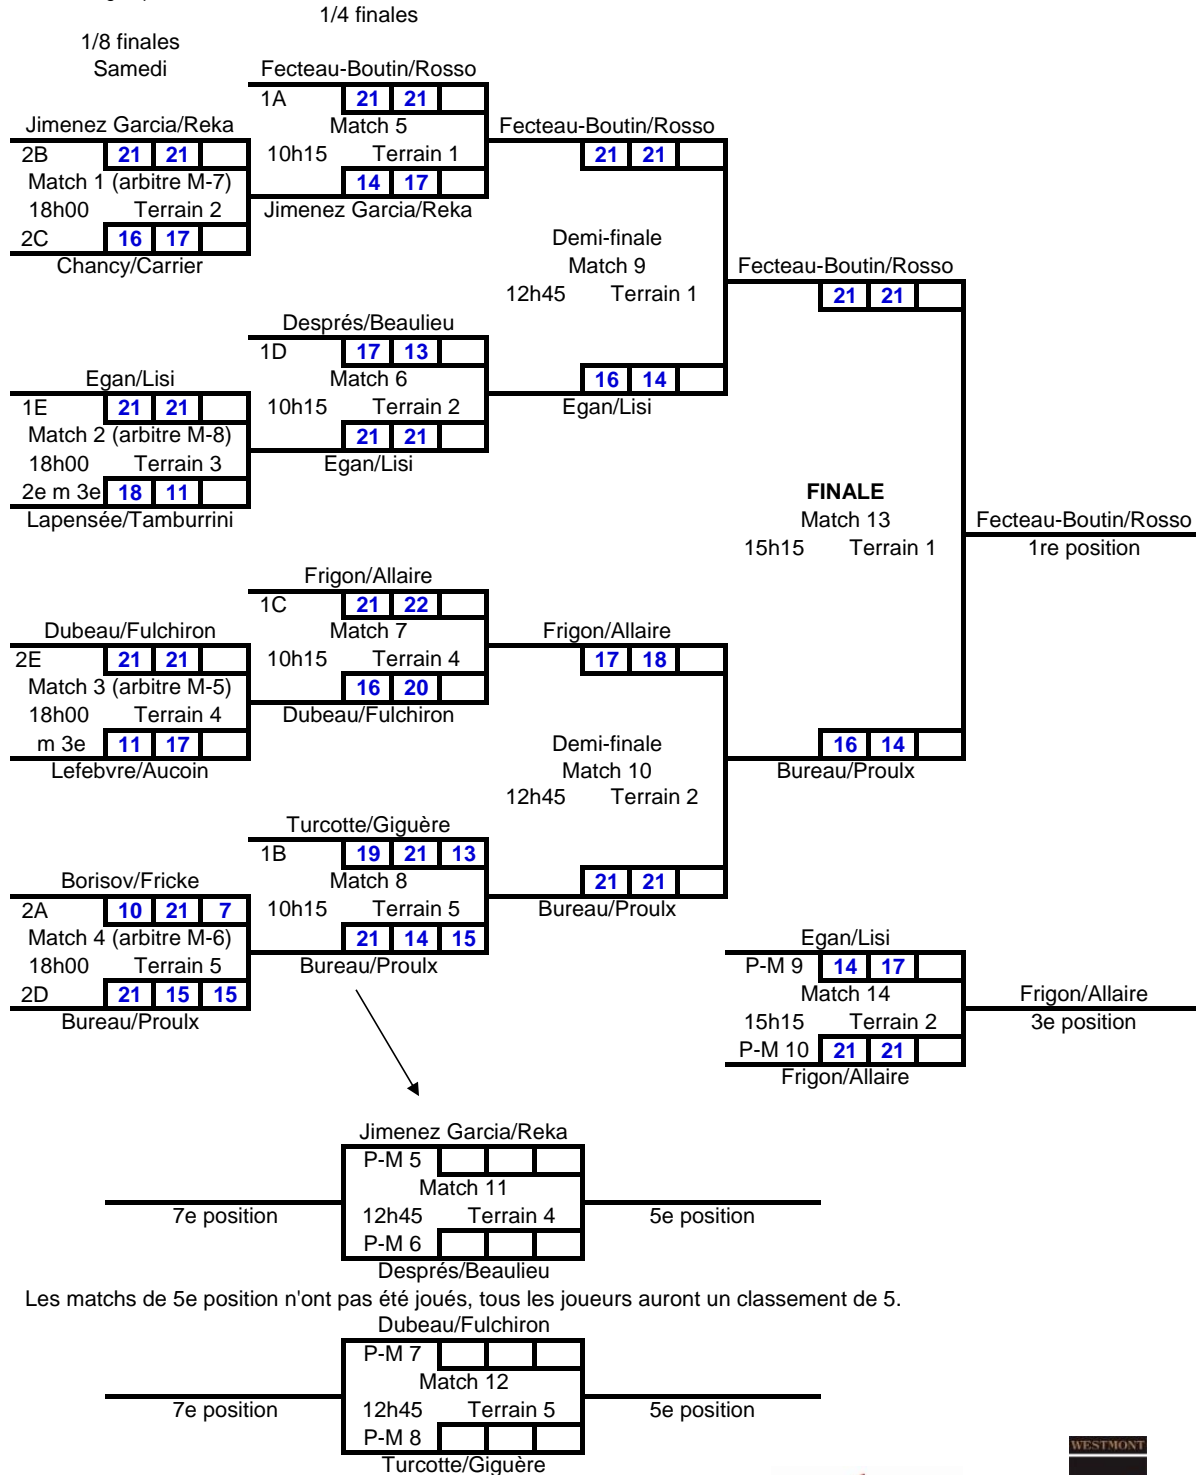 1/4 finales
1/8 finales
Samedi
Fecteau-Boutin/Rosso
1A 21 21
Jimenez Garcia/Reka
Match 5
Fecteau-Boutin/Rosso
2B 21 21
10h15 Terrain 1
21 21
Match 1 (arbitre M-7)
14 17
18h00 Terrain 2
Jimenez Garcia/Reka
2C 16 17
Demi-finale
Chancy/Carrier
Match 9
Fecteau-Boutin/Rosso
12h45 Terrain 1
21 21
Després/Beaulieu
1D 17 13
Egan/Lisi
Match 6
16 14
1E 21 21
10h15 Terrain 2
Egan/Lisi
Match 2 (arbitre M-8)
21 21
18h00 Terrain 3
Egan/Lisi
2e m 3e 18 11
FINALE
Lapensée/Tamburrini
Match 13
Fecteau-Boutin/Rosso
15h15 Terrain 1
1re position
Frigon/Allaire
1C 21 22
Dubeau/Fulchiron
Match 7
Frigon/Allaire
2E 21 21
10h15 Terrain 4
17 18
Match 3 (arbitre M-5)
16 20
18h00 Terrain 4
Dubeau/Fulchiron
m 3e 11 17
Demi-finale
16 14
Lefebvre/Aucoin
Match 10
Bureau/Proulx
12h45 Terrain 2
Turcotte/Giguère
1B 19 21 13
Borisov/Fricke
Match 8
21 21
2A 10 21 7
10h15 Terrain 5
Bureau/Proulx
Match 4 (arbitre M-6)
21 14 15
Egan/Lisi
18h00 Terrain 5
Bureau/Proulx
P-M 9 14 17
2D 21 15 15
Match 14
Frigon/Allaire
Bureau/Proulx
15h15 Terrain 2
3e position
P-M 10 21 21
Frigon/Allaire
Jimenez Garcia/Reka
P-M 5
Match 11
7e position
12h45 Terrain 4
5e position
P-M 6
Després/Beaulieu
Les matchs de 5e position n'ont pas été joués, tous les joueurs auront un classement de 5.
Dubeau/Fulchiron
P-M 7
Match 12
7e position
12h45 Terrain 5
5e position
P-M 8
Turcotte/Giguère
WESTMONT